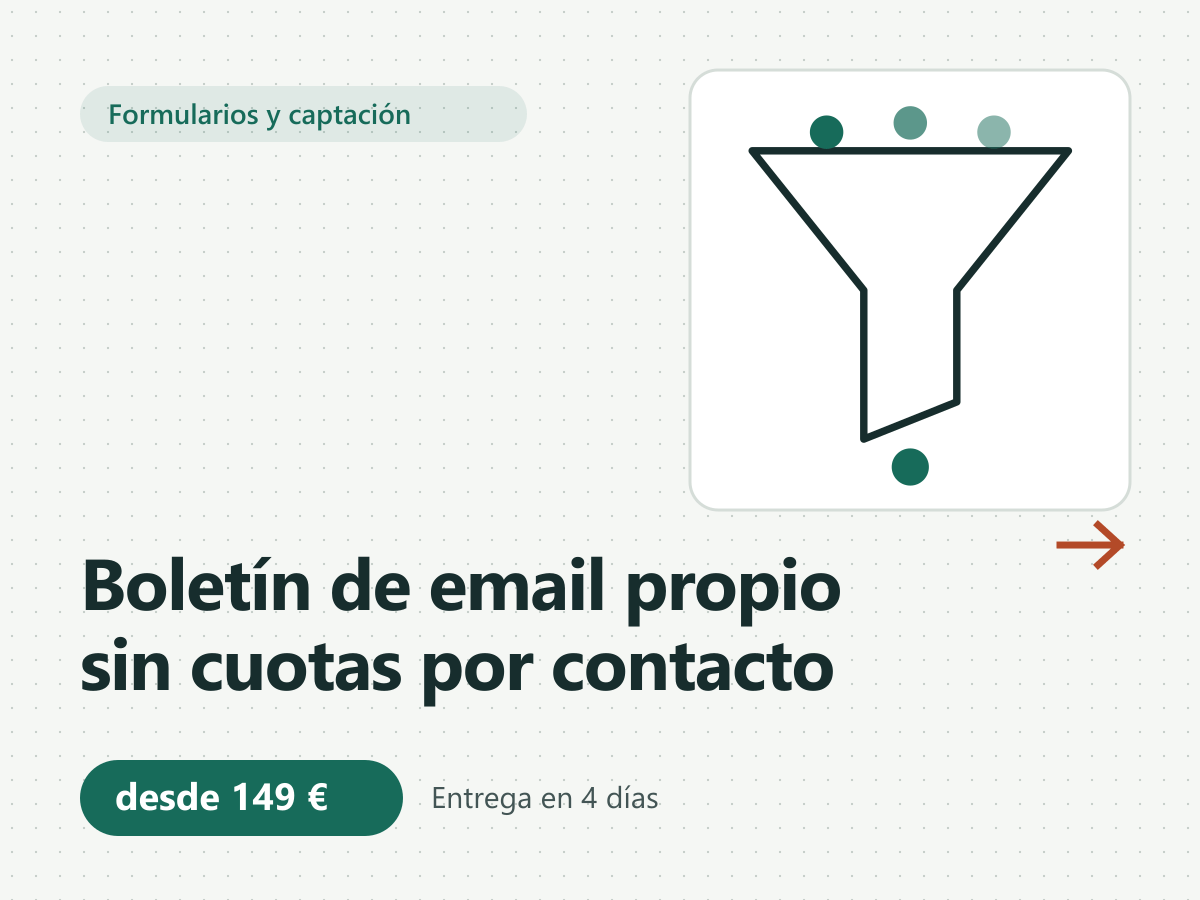 Formularios y captación
Boletín de email propio
sin cuotas por contacto
desde 149 €
Entrega en 4 días